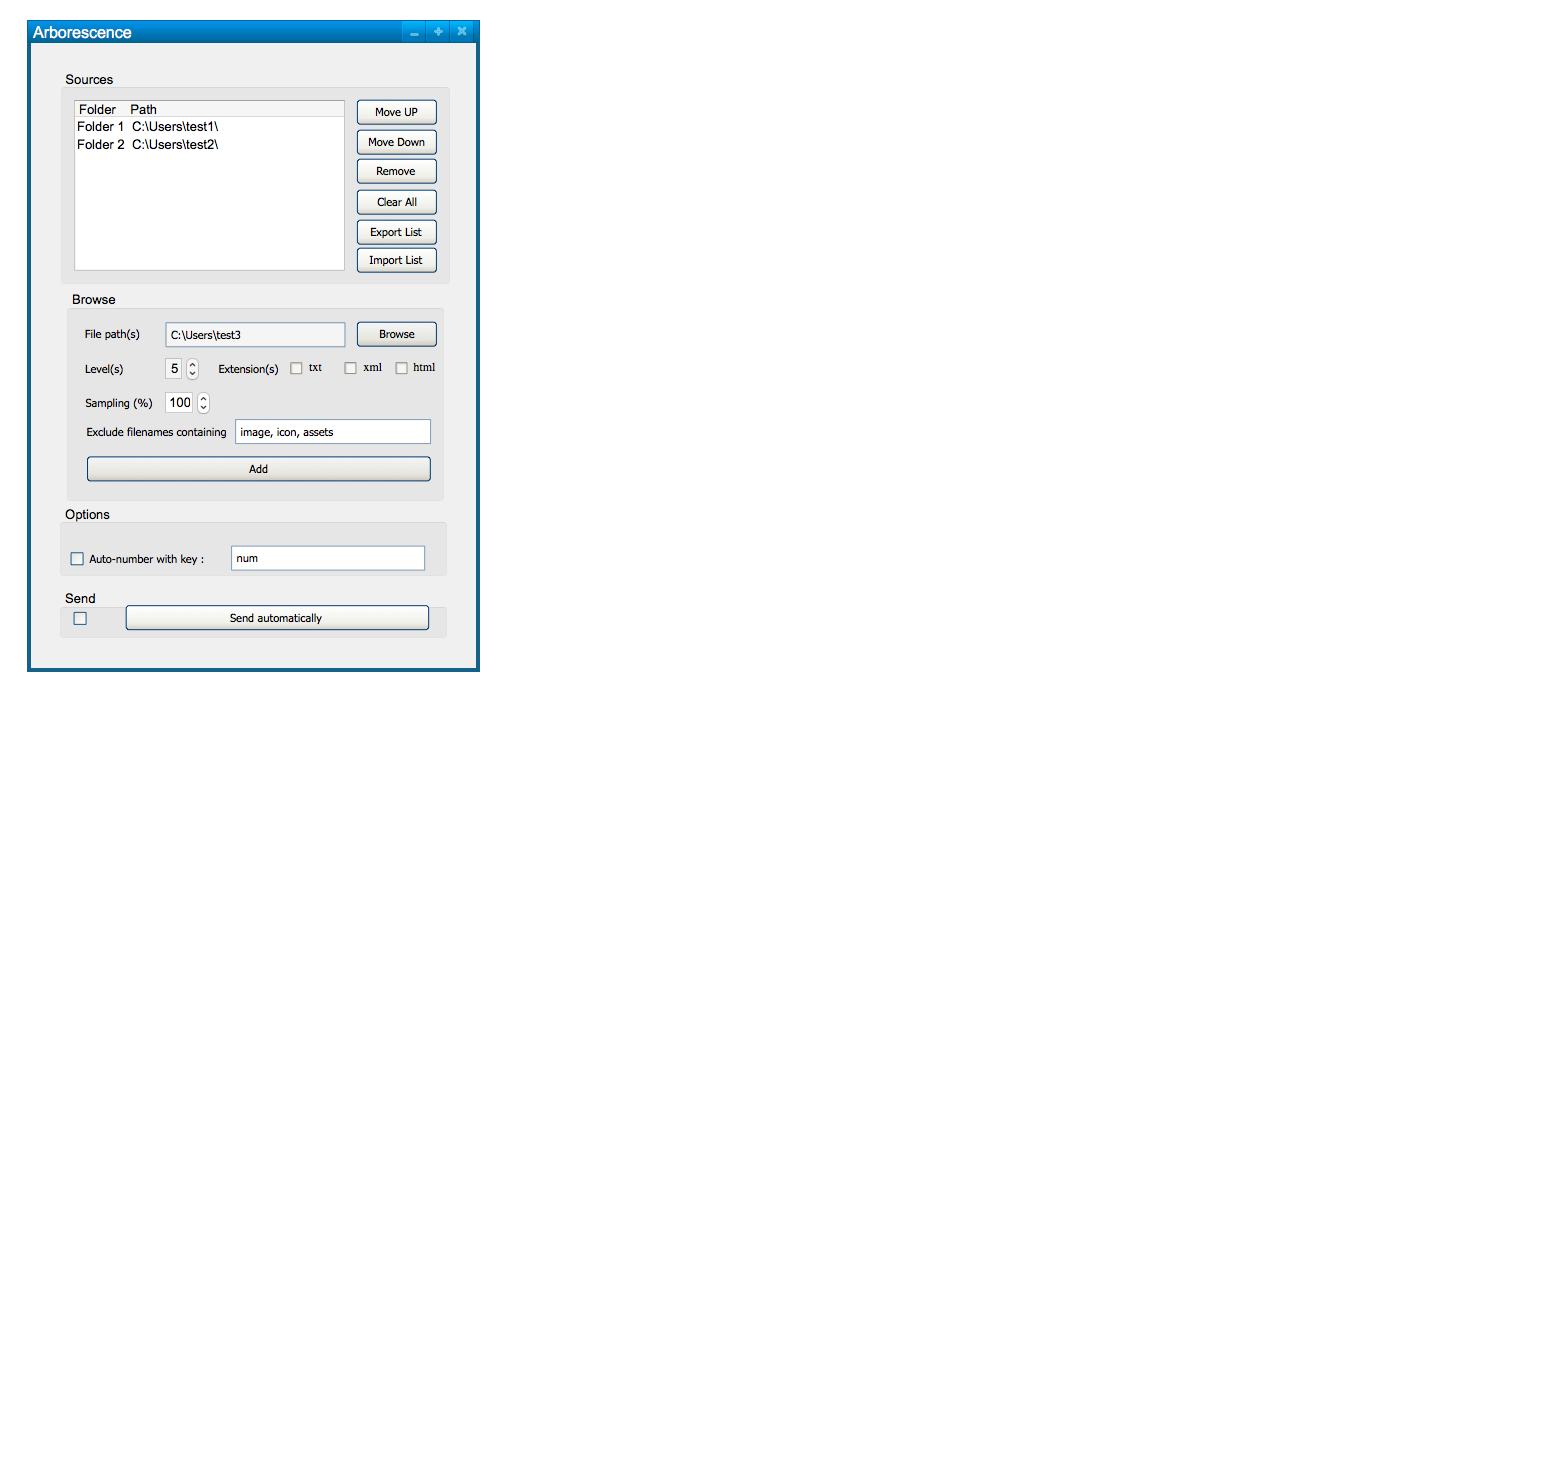 Arborescence
Sources
Folder Path
Folder 1 C:\Users\test1\
Folder 2 C:\Users\test2\
Move UP
Move Down
Remove
Clear All
Export List
Import List
Browse
File path(s) C:\Users\test3 Browse
Level(s) 5 Extension(s) txt xml html
Sampling (%) 100
Exclude filenames containing image, icon, assets
Add
Options
Auto-number with key : num
Send
Send automatically